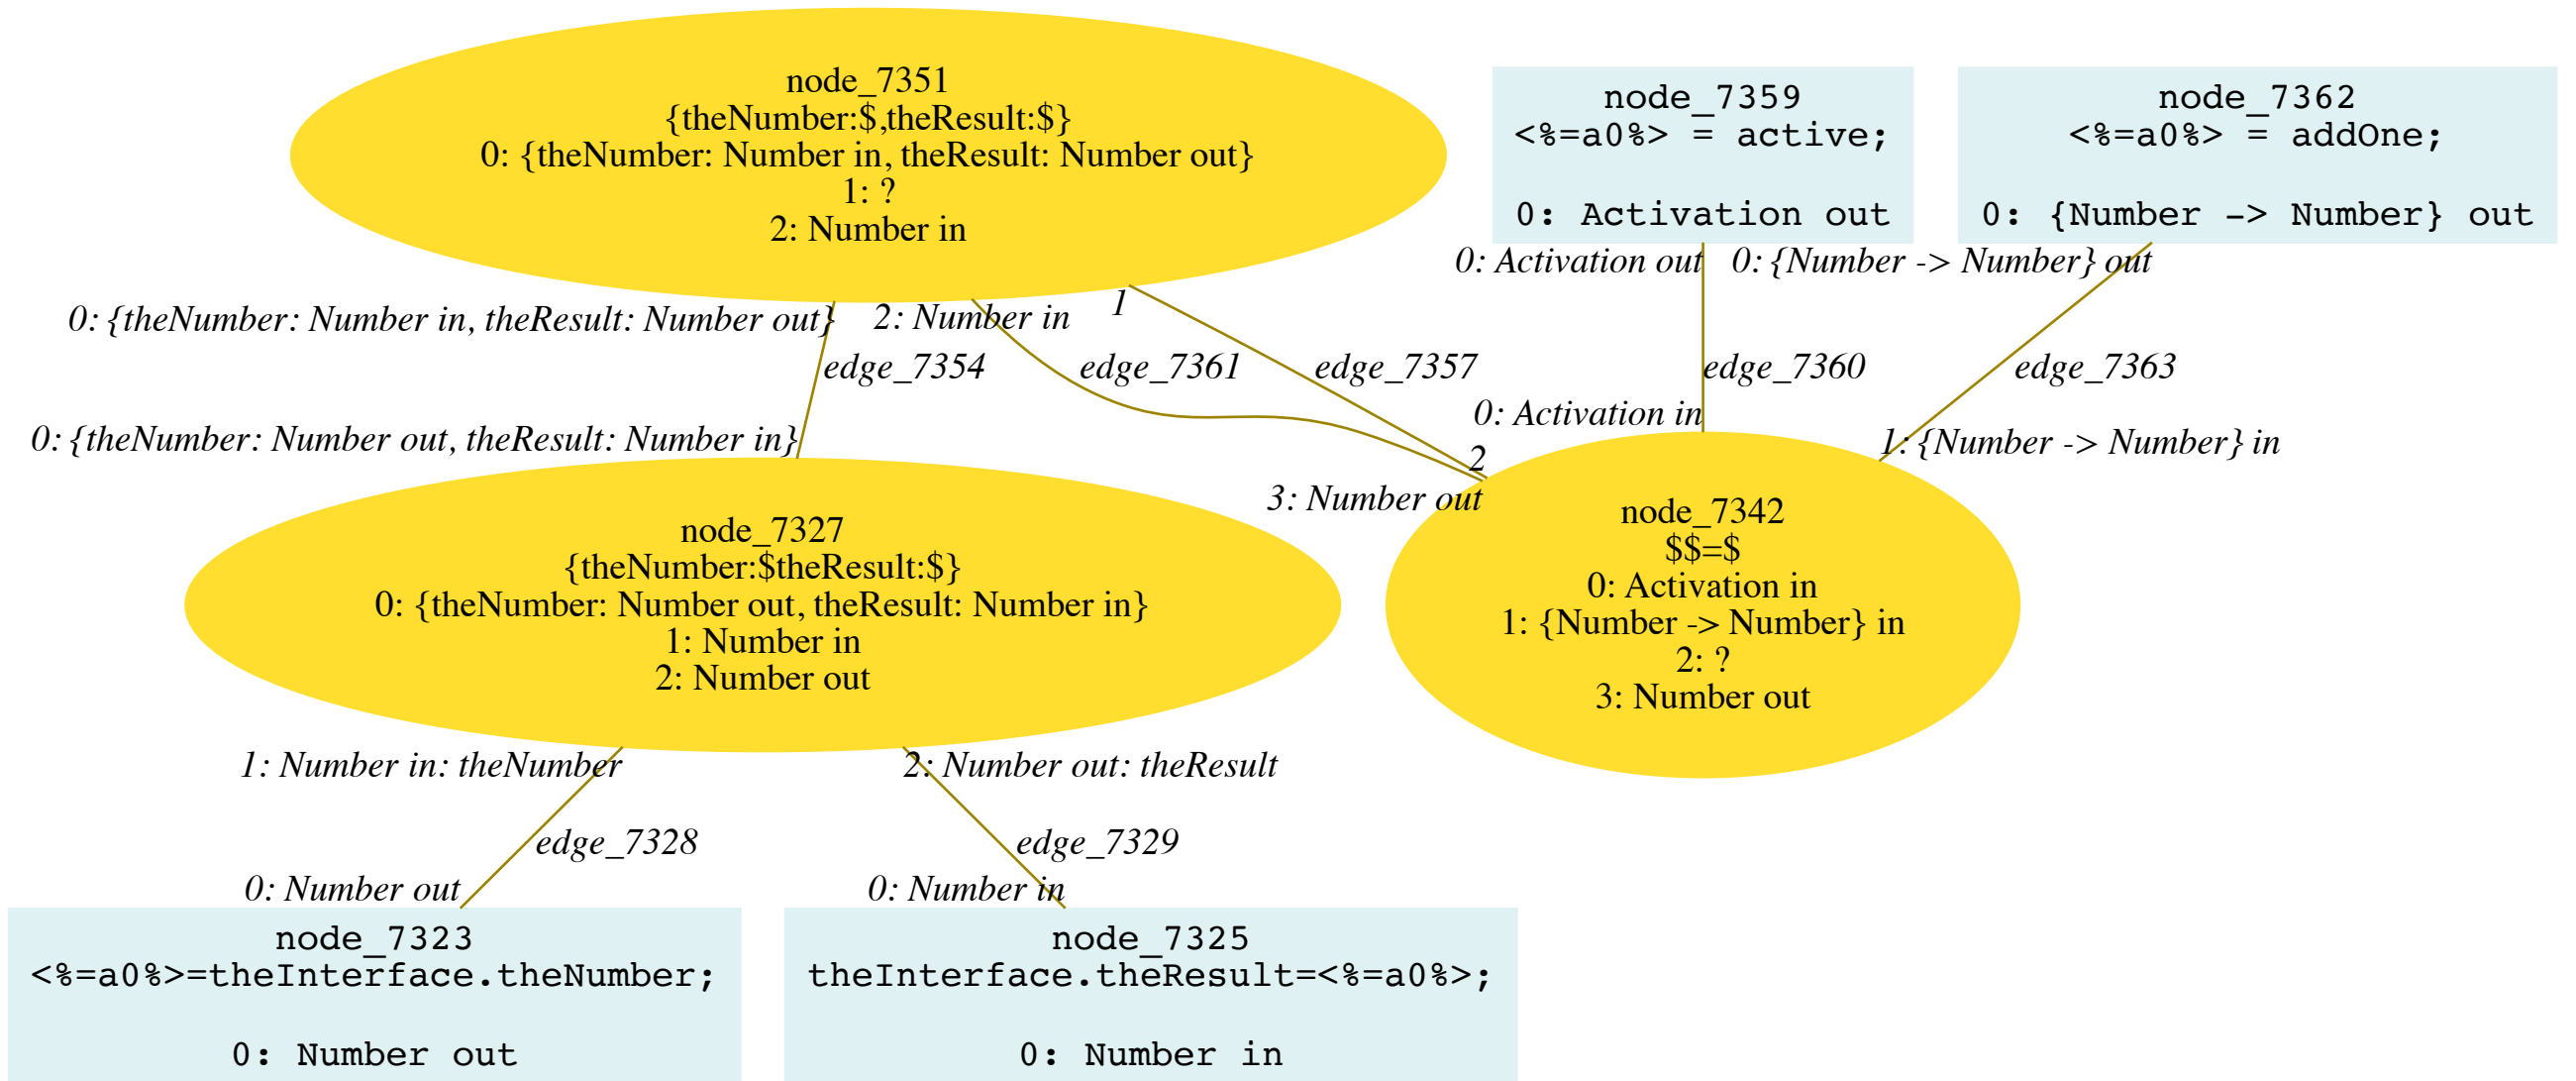 node_7351
{theNumber:$,theResult:$}
0: {theNumber: Number in, theResult: Number out}
1: ?
2: Number in
node_7359
<%=a0%> = active;
0: Activation out
node_7362
<%=a0%> = addOne;
0: {Number -> Number} out
0: Activation out
0: {Number -> Number} out
0: {theNumber: Number in, theResult: Number out}
2: Number in
1
edge_7354
edge_7361
edge_7357
edge_7360
edge_7363
0: {theNumber: Number out, theResult: Number in}
0: Activation in
2
3: Number out
1: {Number -> Number} in
node_7327
{theNumber:$theResult:$}
0: {theNumber: Number out, theResult: Number in}
1: Number in
2: Number out
node_7342
$$=$
0: Activation in
1: {Number -> Number} in
2: ?
3: Number out
1: Number in: theNumber
2: Number out: theResult
edge_7328
edge_7329
0: Number out
0: Number in
node_7323
<%=a0%>=theInterface.theNumber;
0: Number out
node_7325
theInterface.theResult=<%=a0%>;
0: Number in